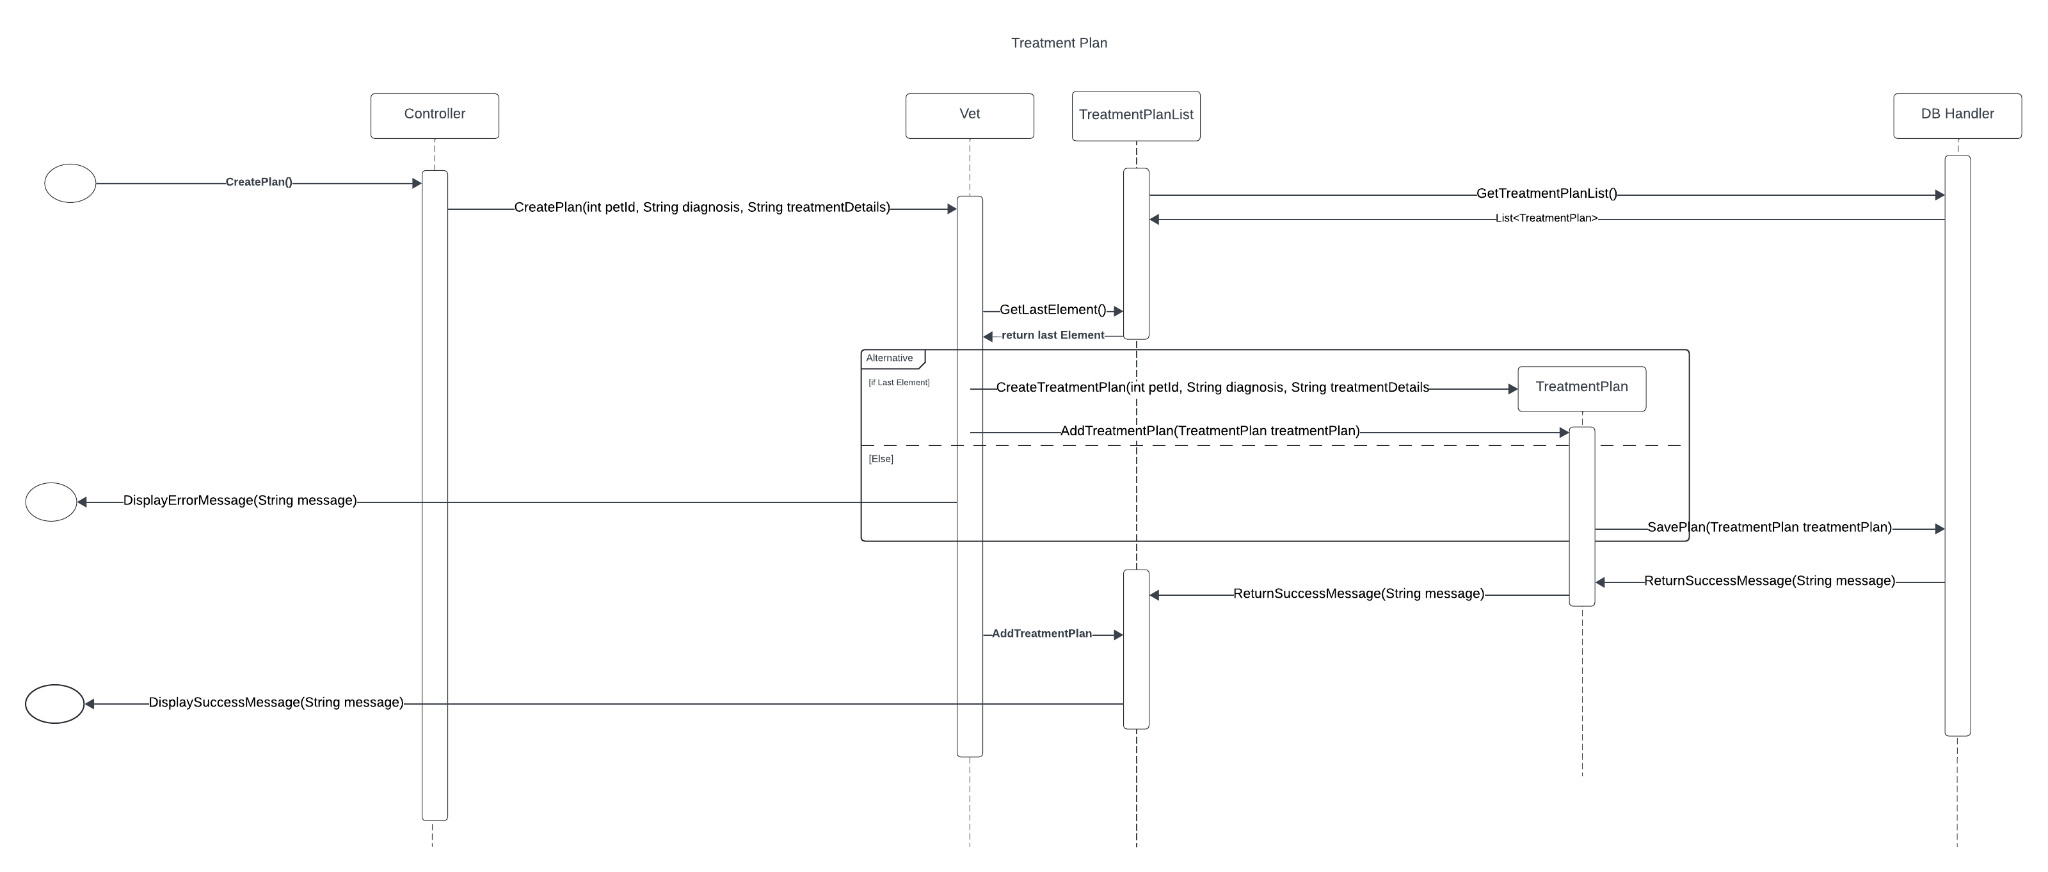 Treatment Plan
Controller
Vet
TreatmentPlanList
DB Handler
CreatePlan()
GetTreatmentPlanList()
CreatePlan(int petId, String diagnosis, String treatmentDetails)
List<TreatmentPlan>
GetLastElement()
return last Element
Alternative
[if Last Element]
CreateTreatmentPlan(int petId, String diagnosis, String treatmentDetails
TreatmentPlan
AddTreatmentPlan(TreatmentPlan treatmentPlan)
[Else]
DisplayErrorMessage(String message)
SavePlan(TreatmentPlan treatmentPlan)
ReturnSuccessMessage(String message)
ReturnSuccessMessage(String message)
AddTreatmentPlan
DisplaySuccessMessage(String message)